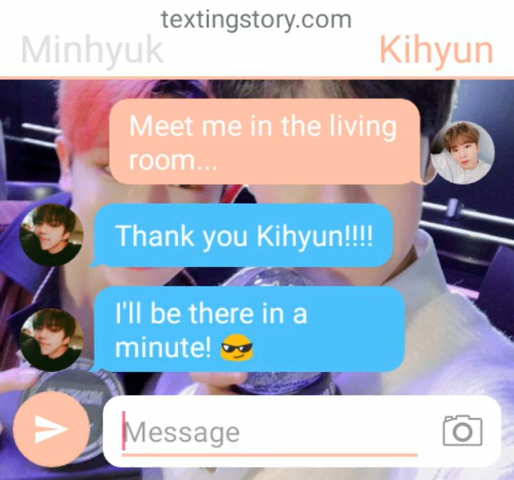 textingstory.com
Minhyuk
Kihyun
Meet me in the living
room...
Thank you Kihyun!!!!
I'll be there in a
minute! 😎
Message